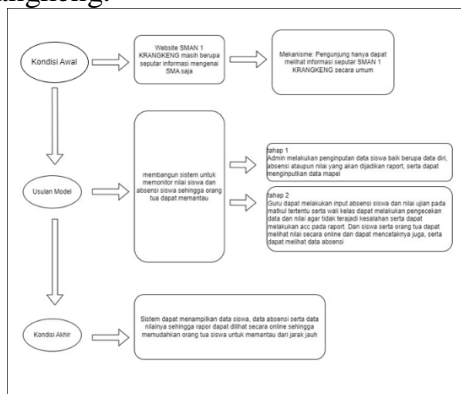 Kondisi Awal
Website SMAN 1
KRANGKENG masih berupa
seputar informasi mengenai
SMA saja
Mekanisme: Pengunjung hanya dapat
melihat informasi seputar SMAN 1
KRANGKENG secara umum
Usulan Model
membangun sistem untuk
memonitor nilai siswa dan
absensi siswa sehingga orang
tua dapat memantau
tahap 1
Admin melakukan penginputan data siswa baik berupa data diri,
absensi ataupun nilai yang akan dijadikan raport, serta dapat
menginputkan data mapel
tahap 2
Guru dapat melakukan input absensi siswa dan nilai ujian pada
tertentu serta wali kelas dapat melakukan pengecekan
data dan nilai agar tidak terajadi kesalahan serta dapat
melakukan acc pada raport. Dan siswa serta orang tua dapat
melihat nilai secara online dan dapat mencetaknya juga, serta
dapat melihat data absensi
Kondisi Akhir
Sistem dapat menampilkan data siswa, data absensi serta data
nilainya sehingga rapor dapat dilihat secara online sehingga
memudahkan orang tua siswa untuk memantau dari jarak jauh